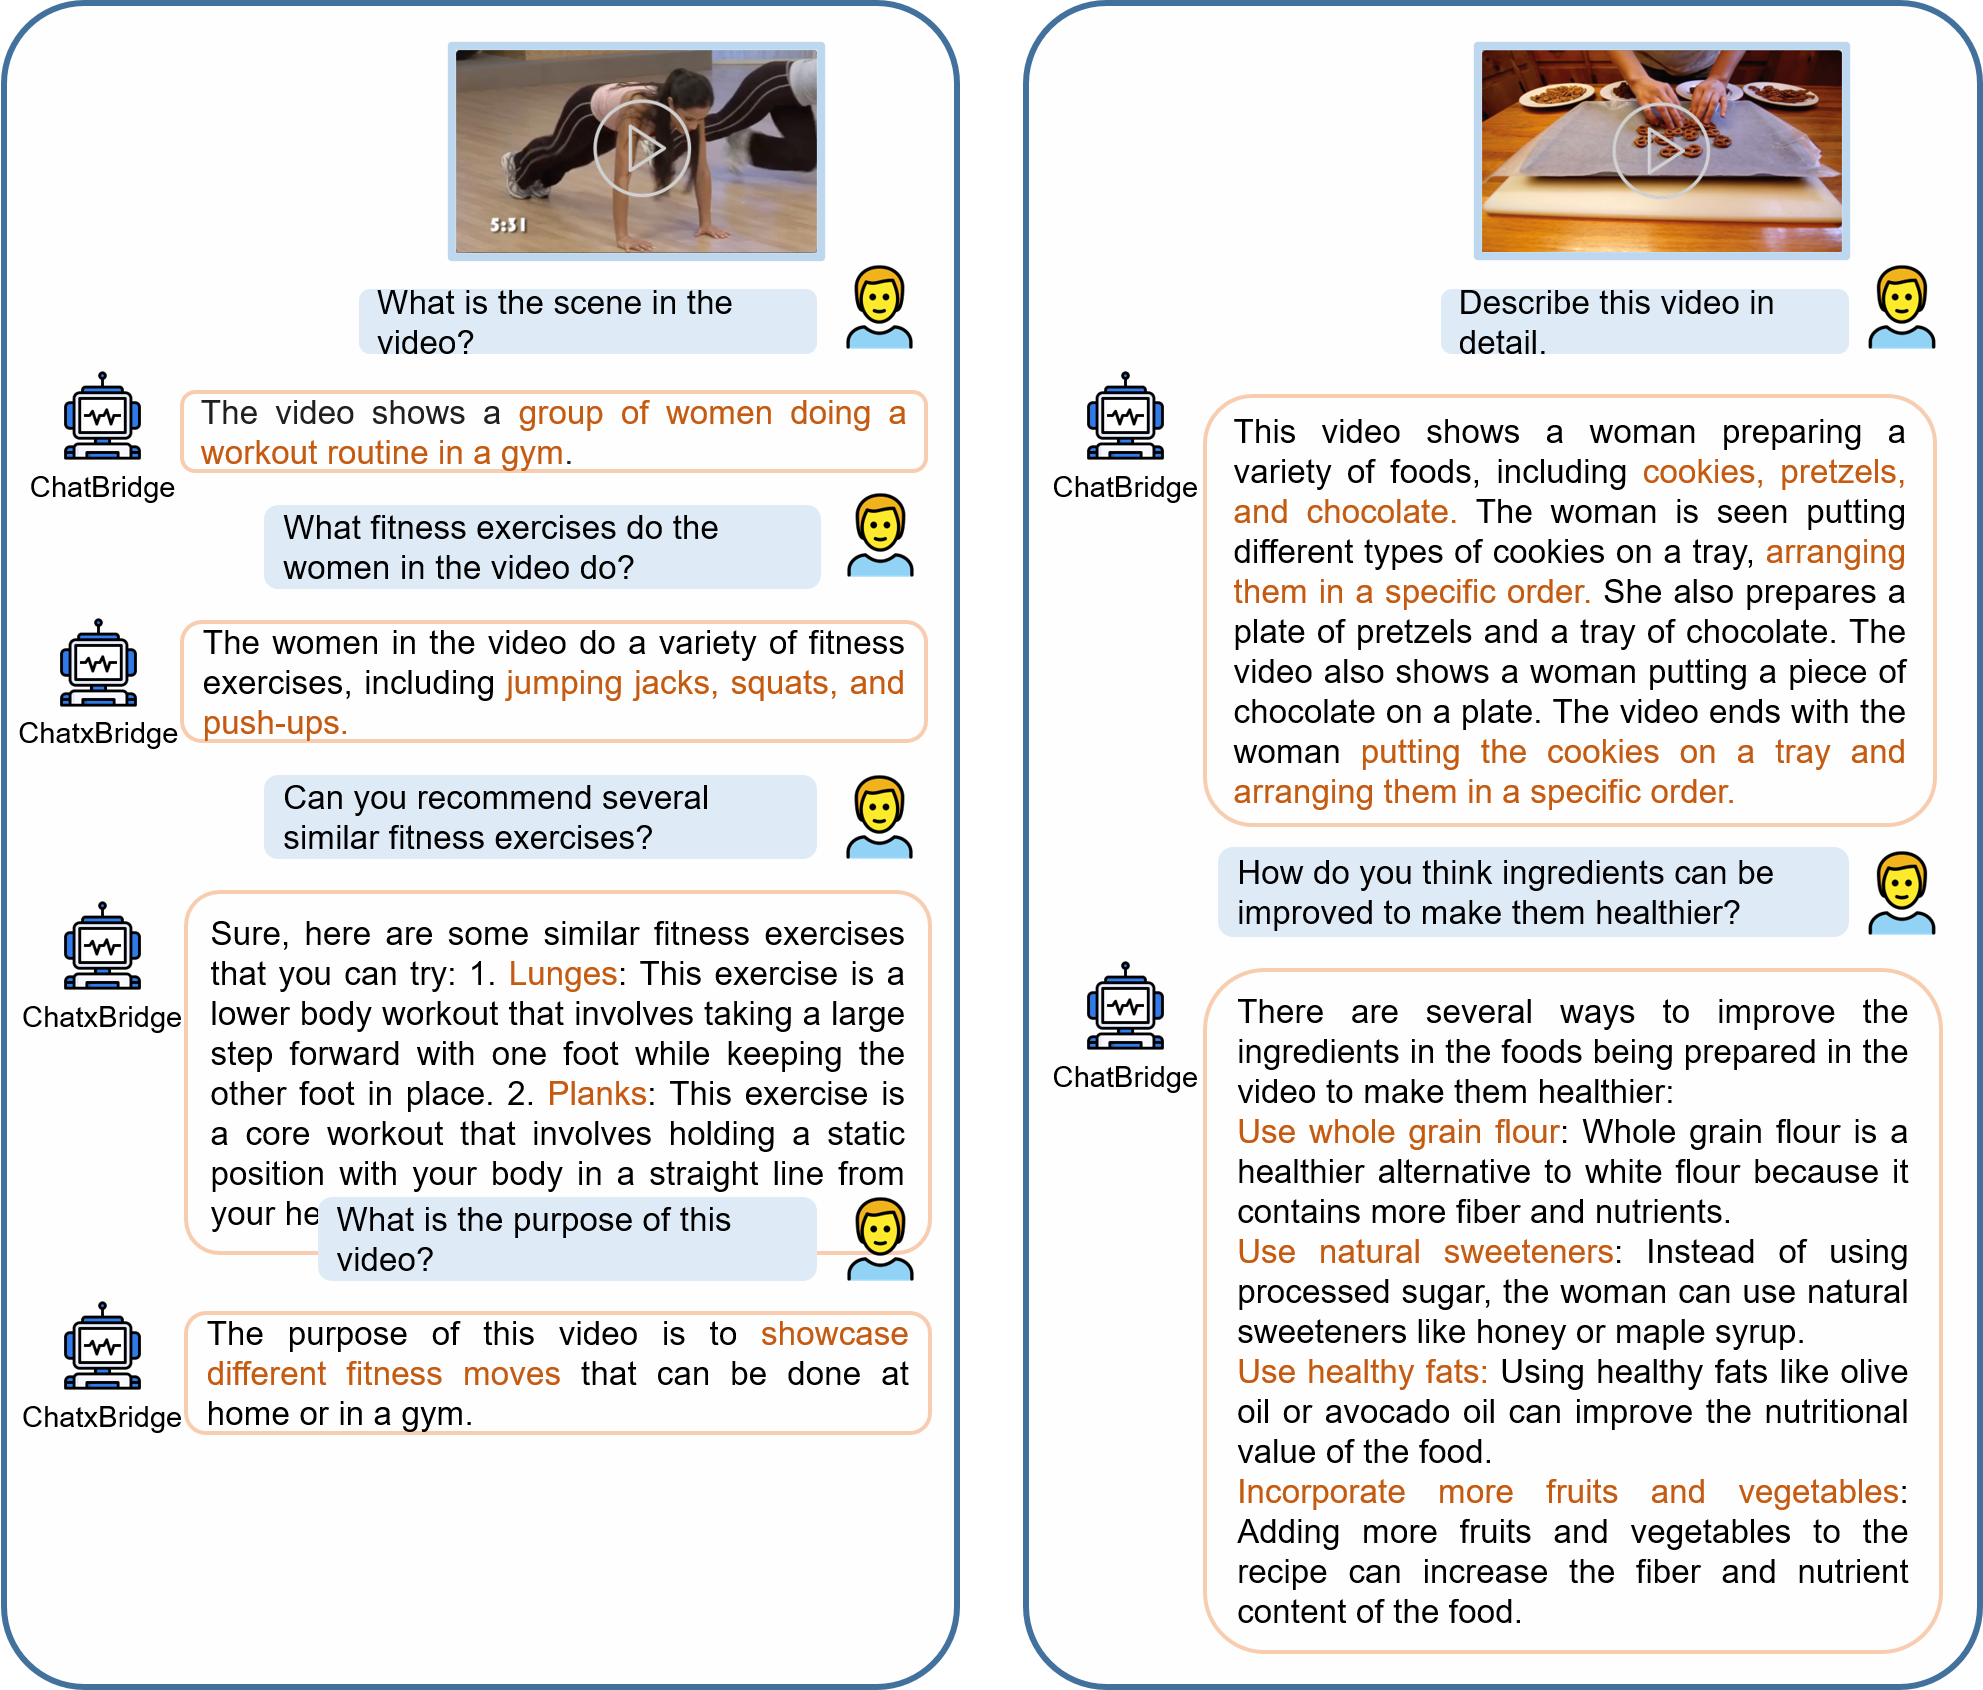 5:31
What is the scene in the
video?
The video shows a group of women doing a
workout routine in a gym.
ChatBridge
What fitness exercises do the
women in the video do?
The women in the video do a variety of fitness
exercises, including jumping jacks, squats, and
push-ups.
ChatxBridge
Can you recommend several
similar fitness exercises?
Sure, here are some similar fitness exercises
that you can try: 1. Lunges: This exercise is a
lower body workout that involves taking a large
step forward with one foot while keeping the
other foot in place. 2. Planks: This exercise is
a core workout that involves holding a static
position with your body in a straight line from
your he
ChatxBridge
What is the purpose of this
video?
The purpose of this video is to showcase
different fitness moves that can be done at
home or in a gym.
ChatxBridge
Describe this video in
detail.
This video shows a woman preparing a
variety of foods, including cookies, pretzels,
and chocolate. The woman is seen putting
different types of cookies on a tray, arranging
them in a specific order. She also prepares a
plate of pretzels and a tray of chocolate. The
video also shows a woman putting a piece of
chocolate on a plate. The video ends with the
woman putting the cookies on a tray and
arranging them in a specific order.
ChatBridge
How do you think ingredients can be
improved to make them healthier?
There are several ways to improve the
ingredients in the foods being prepared in the
video to make them healthier:
Use whole grain flour: Whole grain flour is a
healthier alternative to white flour because it
contains more fiber and nutrients.
Use natural sweeteners: Instead of using
processed sugar, the woman can use natural
sweeteners like honey or maple syrup.
Use healthy fats: Using healthy fats like olive
oil or avocado oil can improve the nutritional
value of the food.
Incorporate more fruits and vegetables:
Adding more fruits and vegetables to the
recipe can increase the fiber and nutrient
content of the food.
ChatBridge